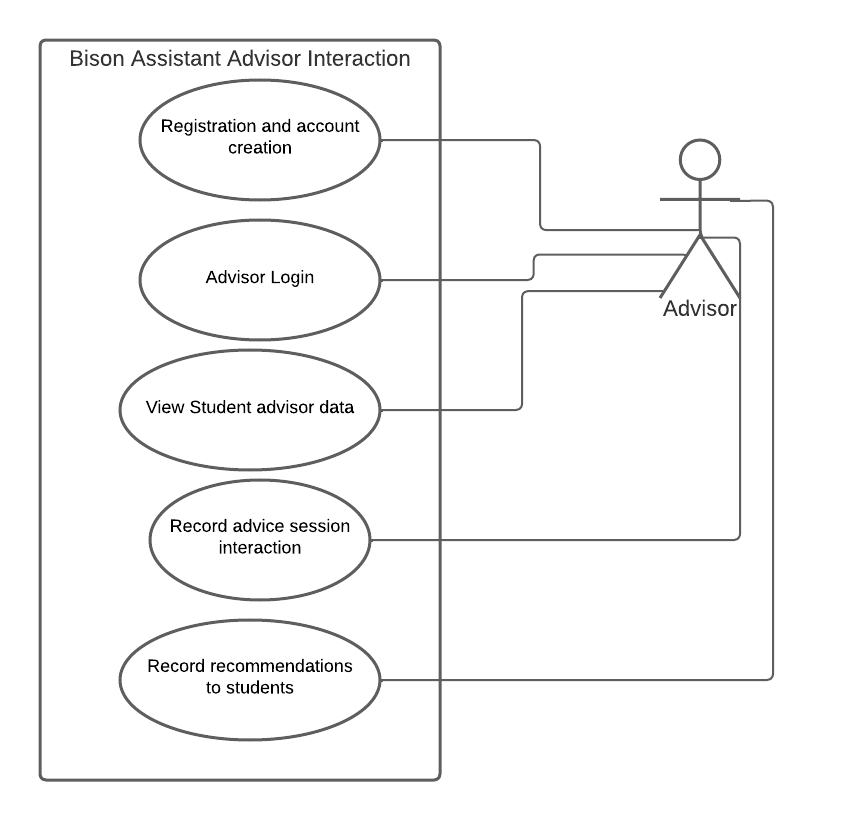 Bison Assistant Advisor Interaction
Registration and account
creation
Advisor Login
View Student advisor data
Record advice session
interaction
Record recommendations
to students
Advisor